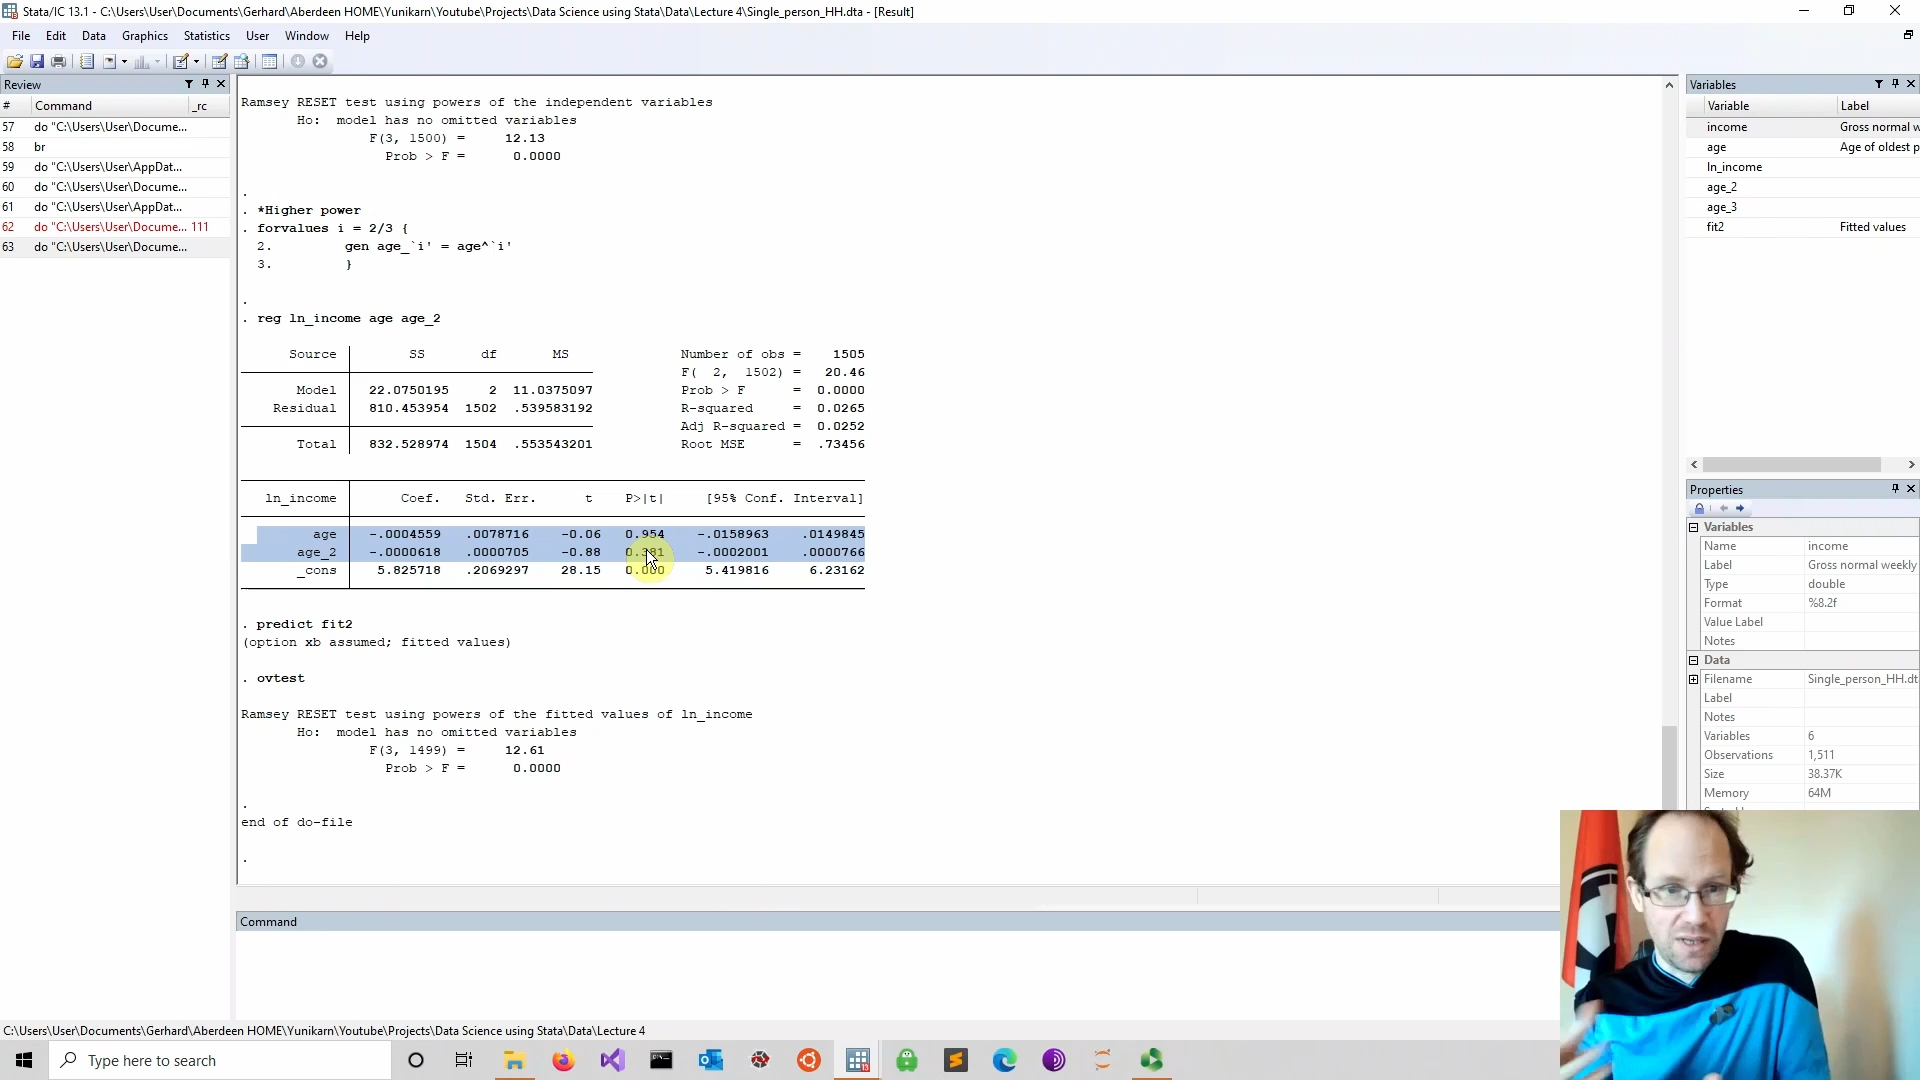 Stata/IC 13.1 - C:\Users\User\Documents\Gerhard\Aberdeen HOME\Yunikarn\Youtube\Projects\Data Science using Stata\Data\Lecture 4\Single_person_HH.dta - [Result]
File Edit Data Graphics Statistics User Window Help
Review
# Command _rc
57 do "C:\Users\User\Docume...
58 br
59 do "C:\Users\User\AppDat...
60 do "C:\Users\User\Docume...
61 do "C:\Users\User\AppDat...
62 do "C:\Users\User\Docume... 111
63 do "C:\Users\User\Docume...
Ramsey RESET test using powers of the independent variables
Ho: model has no omitted variables
F(3, 1500) = 12.13
Prob > F = 0.0000
.
. *Higher power
. forvalues i = 2/3 {
2. gen age_`i' = age^`i'
3. }
.
. reg ln_income age age_2
Source SS df MS Number of obs = 1505
F( 2, 1502) = 20.46
Model 22.0750195 2 11.0375097 Prob > F = 0.0000
Residual 810.453954 1502 .539583192 R-squared = 0.0265
Adj R-squared = 0.0252
Total 832.528974 1504 .553543201 Root MSE = .73456
ln_income Coef. Std. Err. t P>|t| [95% Conf. Interval]
age -.0004559 .0078716 -0.06 0.954 -.0158963 .0149845
age_2 -.0000618 .0000705 -0.88 0.381 -.0002001 .0000766
_cons 5.825718 .2069297 28.15 0.000 5.419816 6.23162
. predict fit2
(option xb assumed; fitted values)
. ovtest
Ramsey RESET test using powers of the fitted values of ln_income
Ho: model has no omitted variables
F(3, 1499) = 12.61
Prob > F = 0.0000
.
end of do-file
.
Command
Variables
Variable Label
income Gross normal w
age Age of oldest p
ln_income
age_2
age_3
fit2 Fitted values
Properties
Variables
Name income
Label Gross normal weekly
Type double
Format %8.2f
Value Label
Notes
Data
Filename Single_person_HH.dt
Label
Notes
Variables 6
Observations 1,511
Size 38.37K
Memory 64M
C:\Users\User\Documents\Gerhard\Aberdeen HOME\Yunikarn\Youtube\Projects\Data Science using Stata\Data\Lecture 4
Type here to search